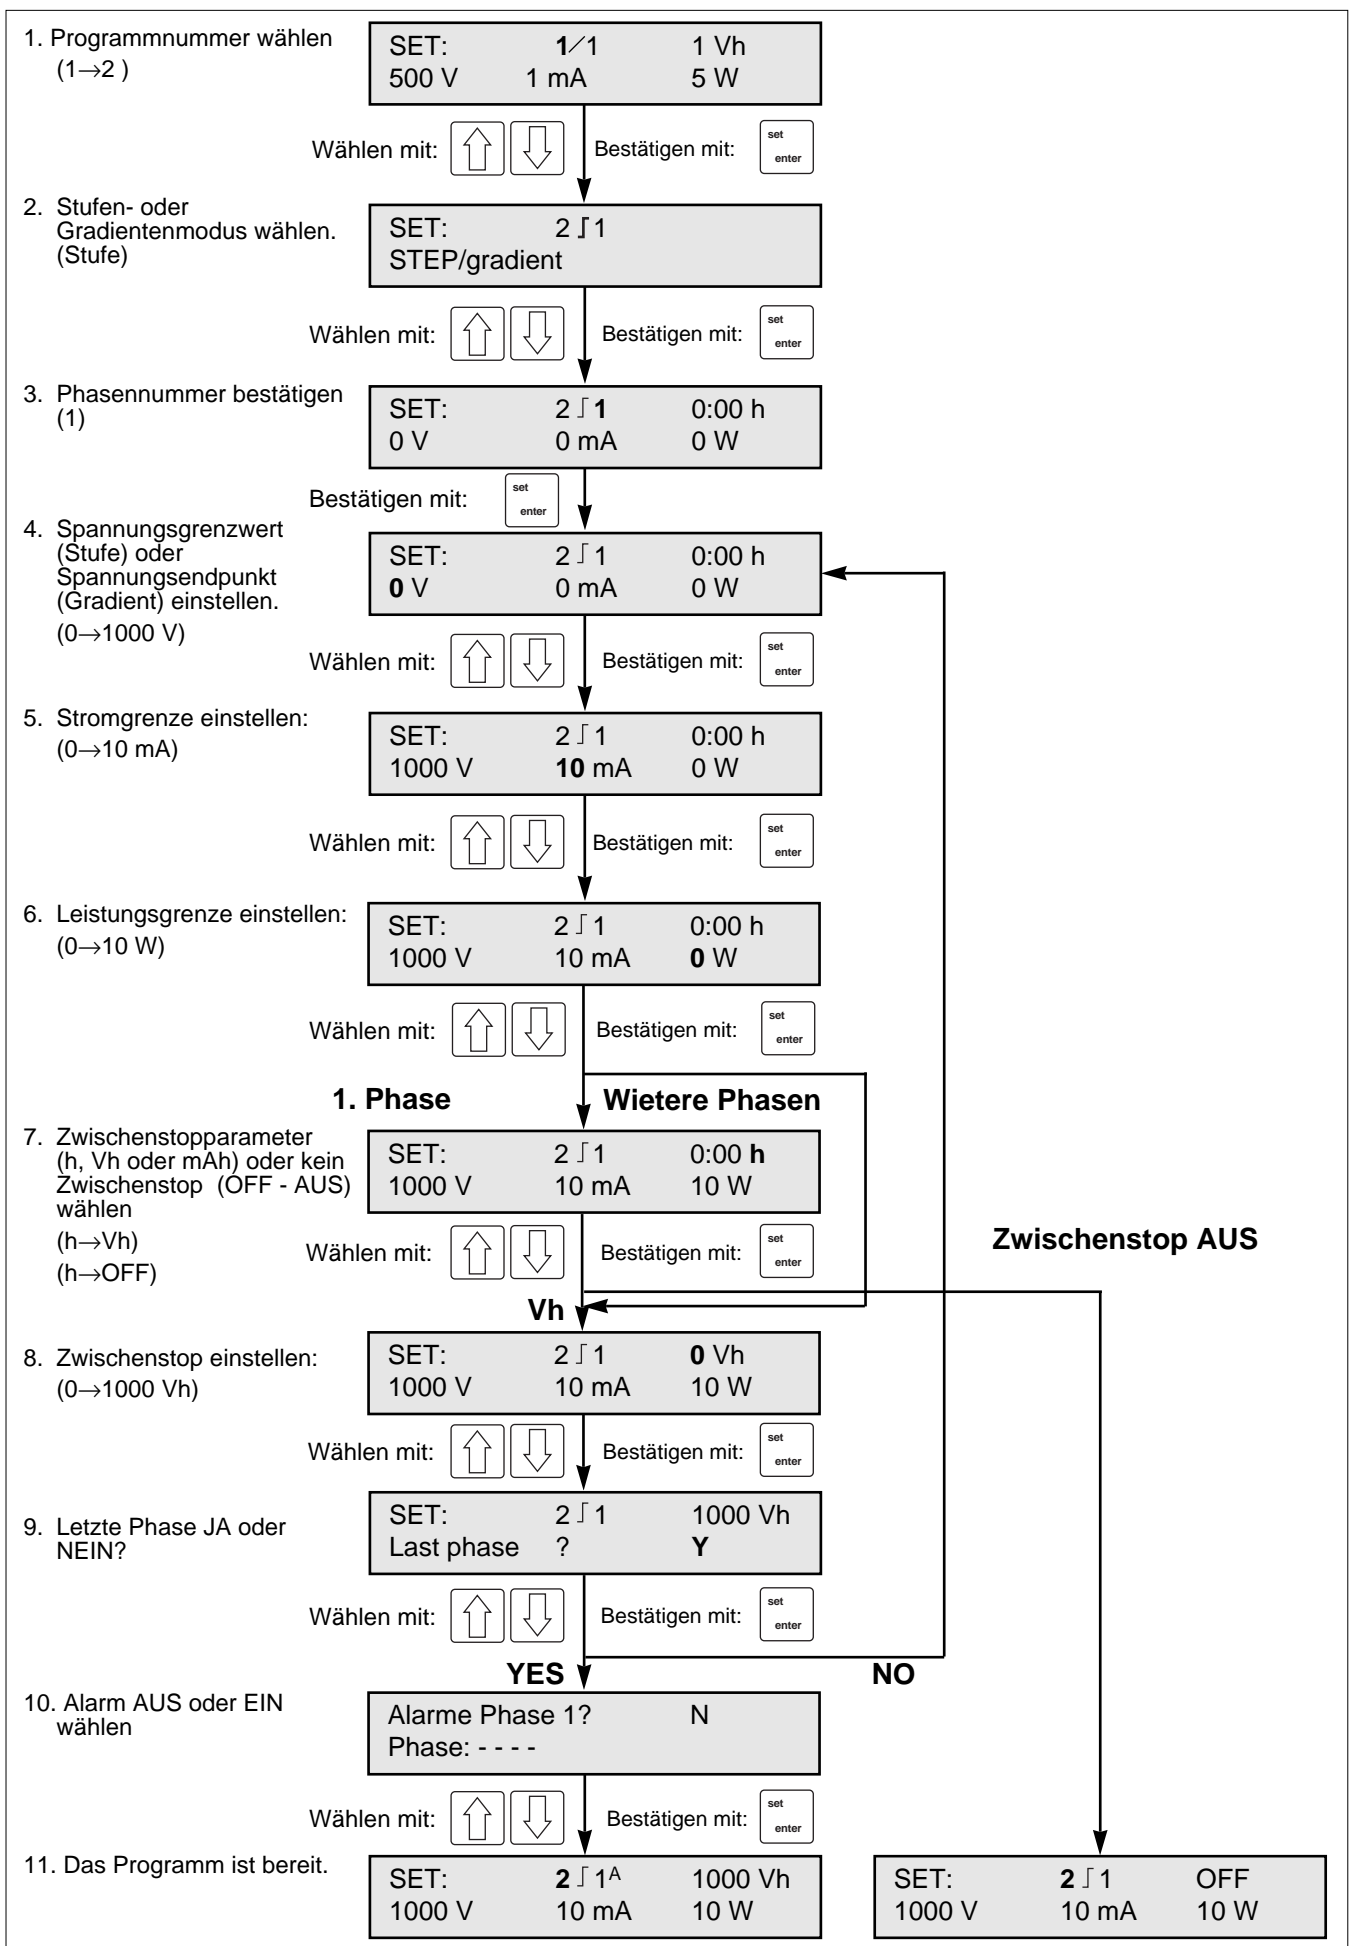 1. Programmnummer wählen
(1→2 )
SET: 1⁄1 1 Vh
500 V 1 mA 5 W
Wählen mit: Bestätigen mit: set enter
2. Stufen- oder
Gradientenmodus wählen.
(Stufe)
SET: 2 ⌠ 1
STEP/gradient
Wählen mit: Bestätigen mit: set enter
3. Phasennummer bestätigen
(1)
SET: 2 ⌠ 1 0:00 h
0 V 0 mA 0 W
Bestätigen mit: set enter
4. Spannungsgrenzwert
(Stufe) oder
Spannungsendpunkt
(Gradient) einstellen.
(0→1000 V)
SET: 2 ⌠ 1 0:00 h
0 V 0 mA 0 W
Wählen mit: Bestätigen mit: set enter
5. Stromgrenze einstellen:
(0→10 mA)
SET: 2 ⌠ 1 0:00 h
1000 V 10 mA 0 W
Wählen mit: Bestätigen mit: set enter
6. Leistungsgrenze einstellen:
(0→10 W)
SET: 2 ⌠ 1 0:00 h
1000 V 10 mA 0 W
Wählen mit: Bestätigen mit: set enter
1. Phase Wietere Phasen
7. Zwischenstopparameter
(h, Vh oder mAh) oder kein
Zwischenstop (OFF - AUS)
wählen
(h→Vh)
(h→OFF)
SET: 2 ⌠ 1 0:00 h
1000 V 10 mA 10 W
Wählen mit: Bestätigen mit: set enter
Zwischenstop AUS
Vh
8. Zwischenstop einstellen:
(0→1000 Vh)
SET: 2 ⌠ 1 0 Vh
1000 V 10 mA 10 W
Wählen mit: Bestätigen mit: set enter
9. Letzte Phase JA oder
NEIN?
SET: 2 ⌠ 1 1000 Vh
Last phase ? Y
Wählen mit: Bestätigen mit: set enter
YES NO
10. Alarm AUS oder EIN
wählen
Alarme Phase 1? N
Phase: - - - -
Wählen mit: Bestätigen mit: set enter
11. Das Programm ist bereit.
SET: 2 ⌠ 1ᴬ 1000 Vh
1000 V 10 mA 10 W
SET: 2 ⌠ 1 OFF
1000 V 10 mA 10 W